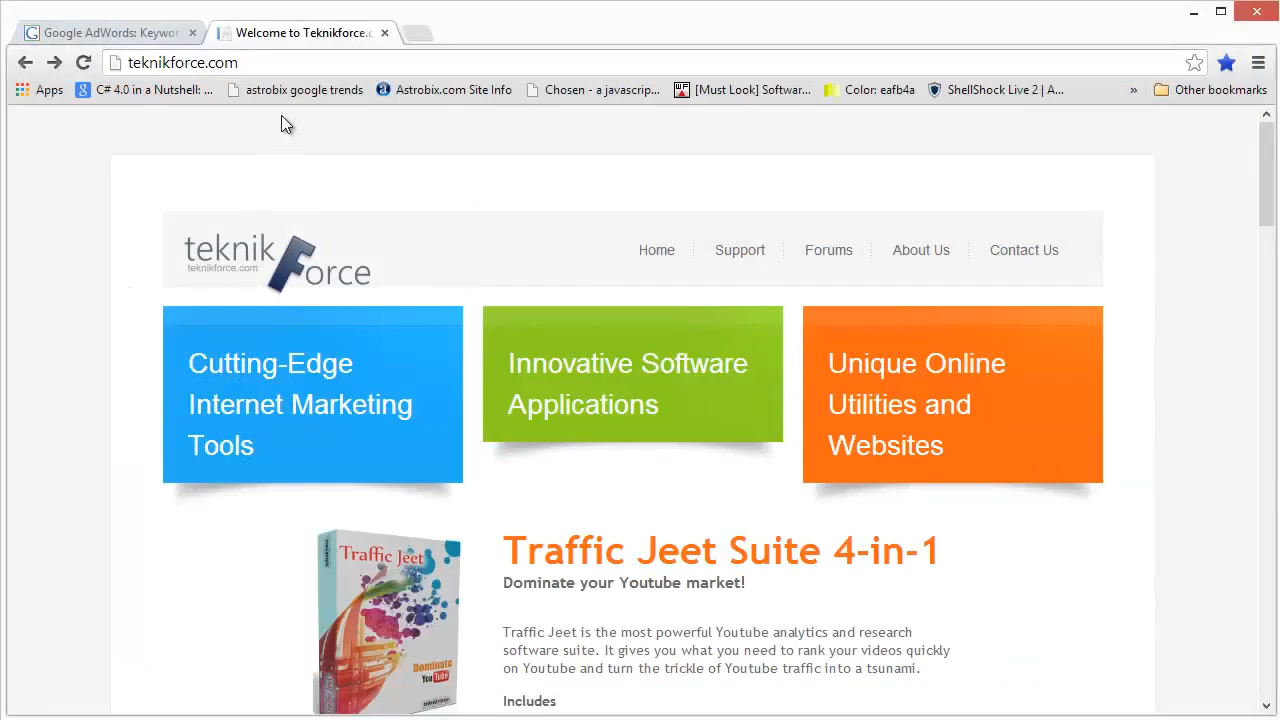 Google AdWords: Keywor
Welcome to Teknikforce.c
teknikforce.com
Apps
C# 4.0 in a Nutshell: ...
astrobix google trends
Astrobix.com Site Info
Chosen - a javascrip...
[Must Look] Softwar...
Color: eafb4a
ShellShock Live 2 | A...
»
Other bookmarks
teknik
Force
teknikforce.com
Home
Support
Forums
About Us
Contact Us
Cutting-Edge
Internet Marketing
Tools
Innovative Software
Applications
Unique Online
Utilities and
Websites
Traffic Jeet
Dominate
You Tube
Traffic Jeet Suite 4-in-1
Dominate your Youtube market!
Traffic Jeet is the most powerful Youtube analytics and research
software suite. It gives you what you need to rank your videos quickly
on Youtube and turn the trickle of Youtube traffic into a tsunami.
Includes